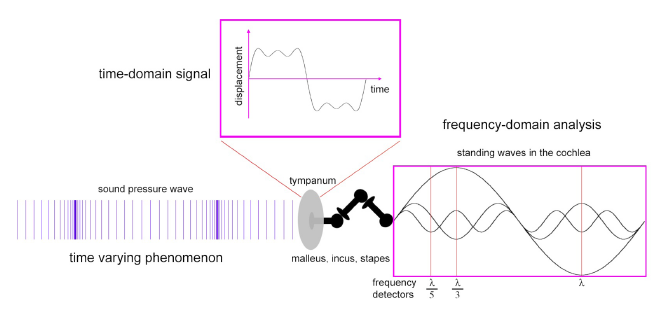 time-domain signal
displacement
time
frequency-domain analysis
standing waves in the cochlea
tympanum
sound pressure wave
time varying phenomenon
malleus, incus, stapes
frequency
detectors
λ/5
λ/3
λ